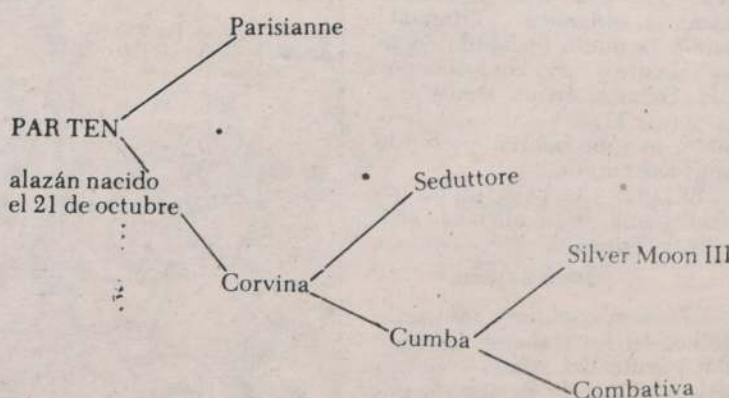 Parisianne
PAR TEN
alazán nacido
el 21 de octubre
Seduttore
Silver Moon III
Corvina
Cumba
Combativa